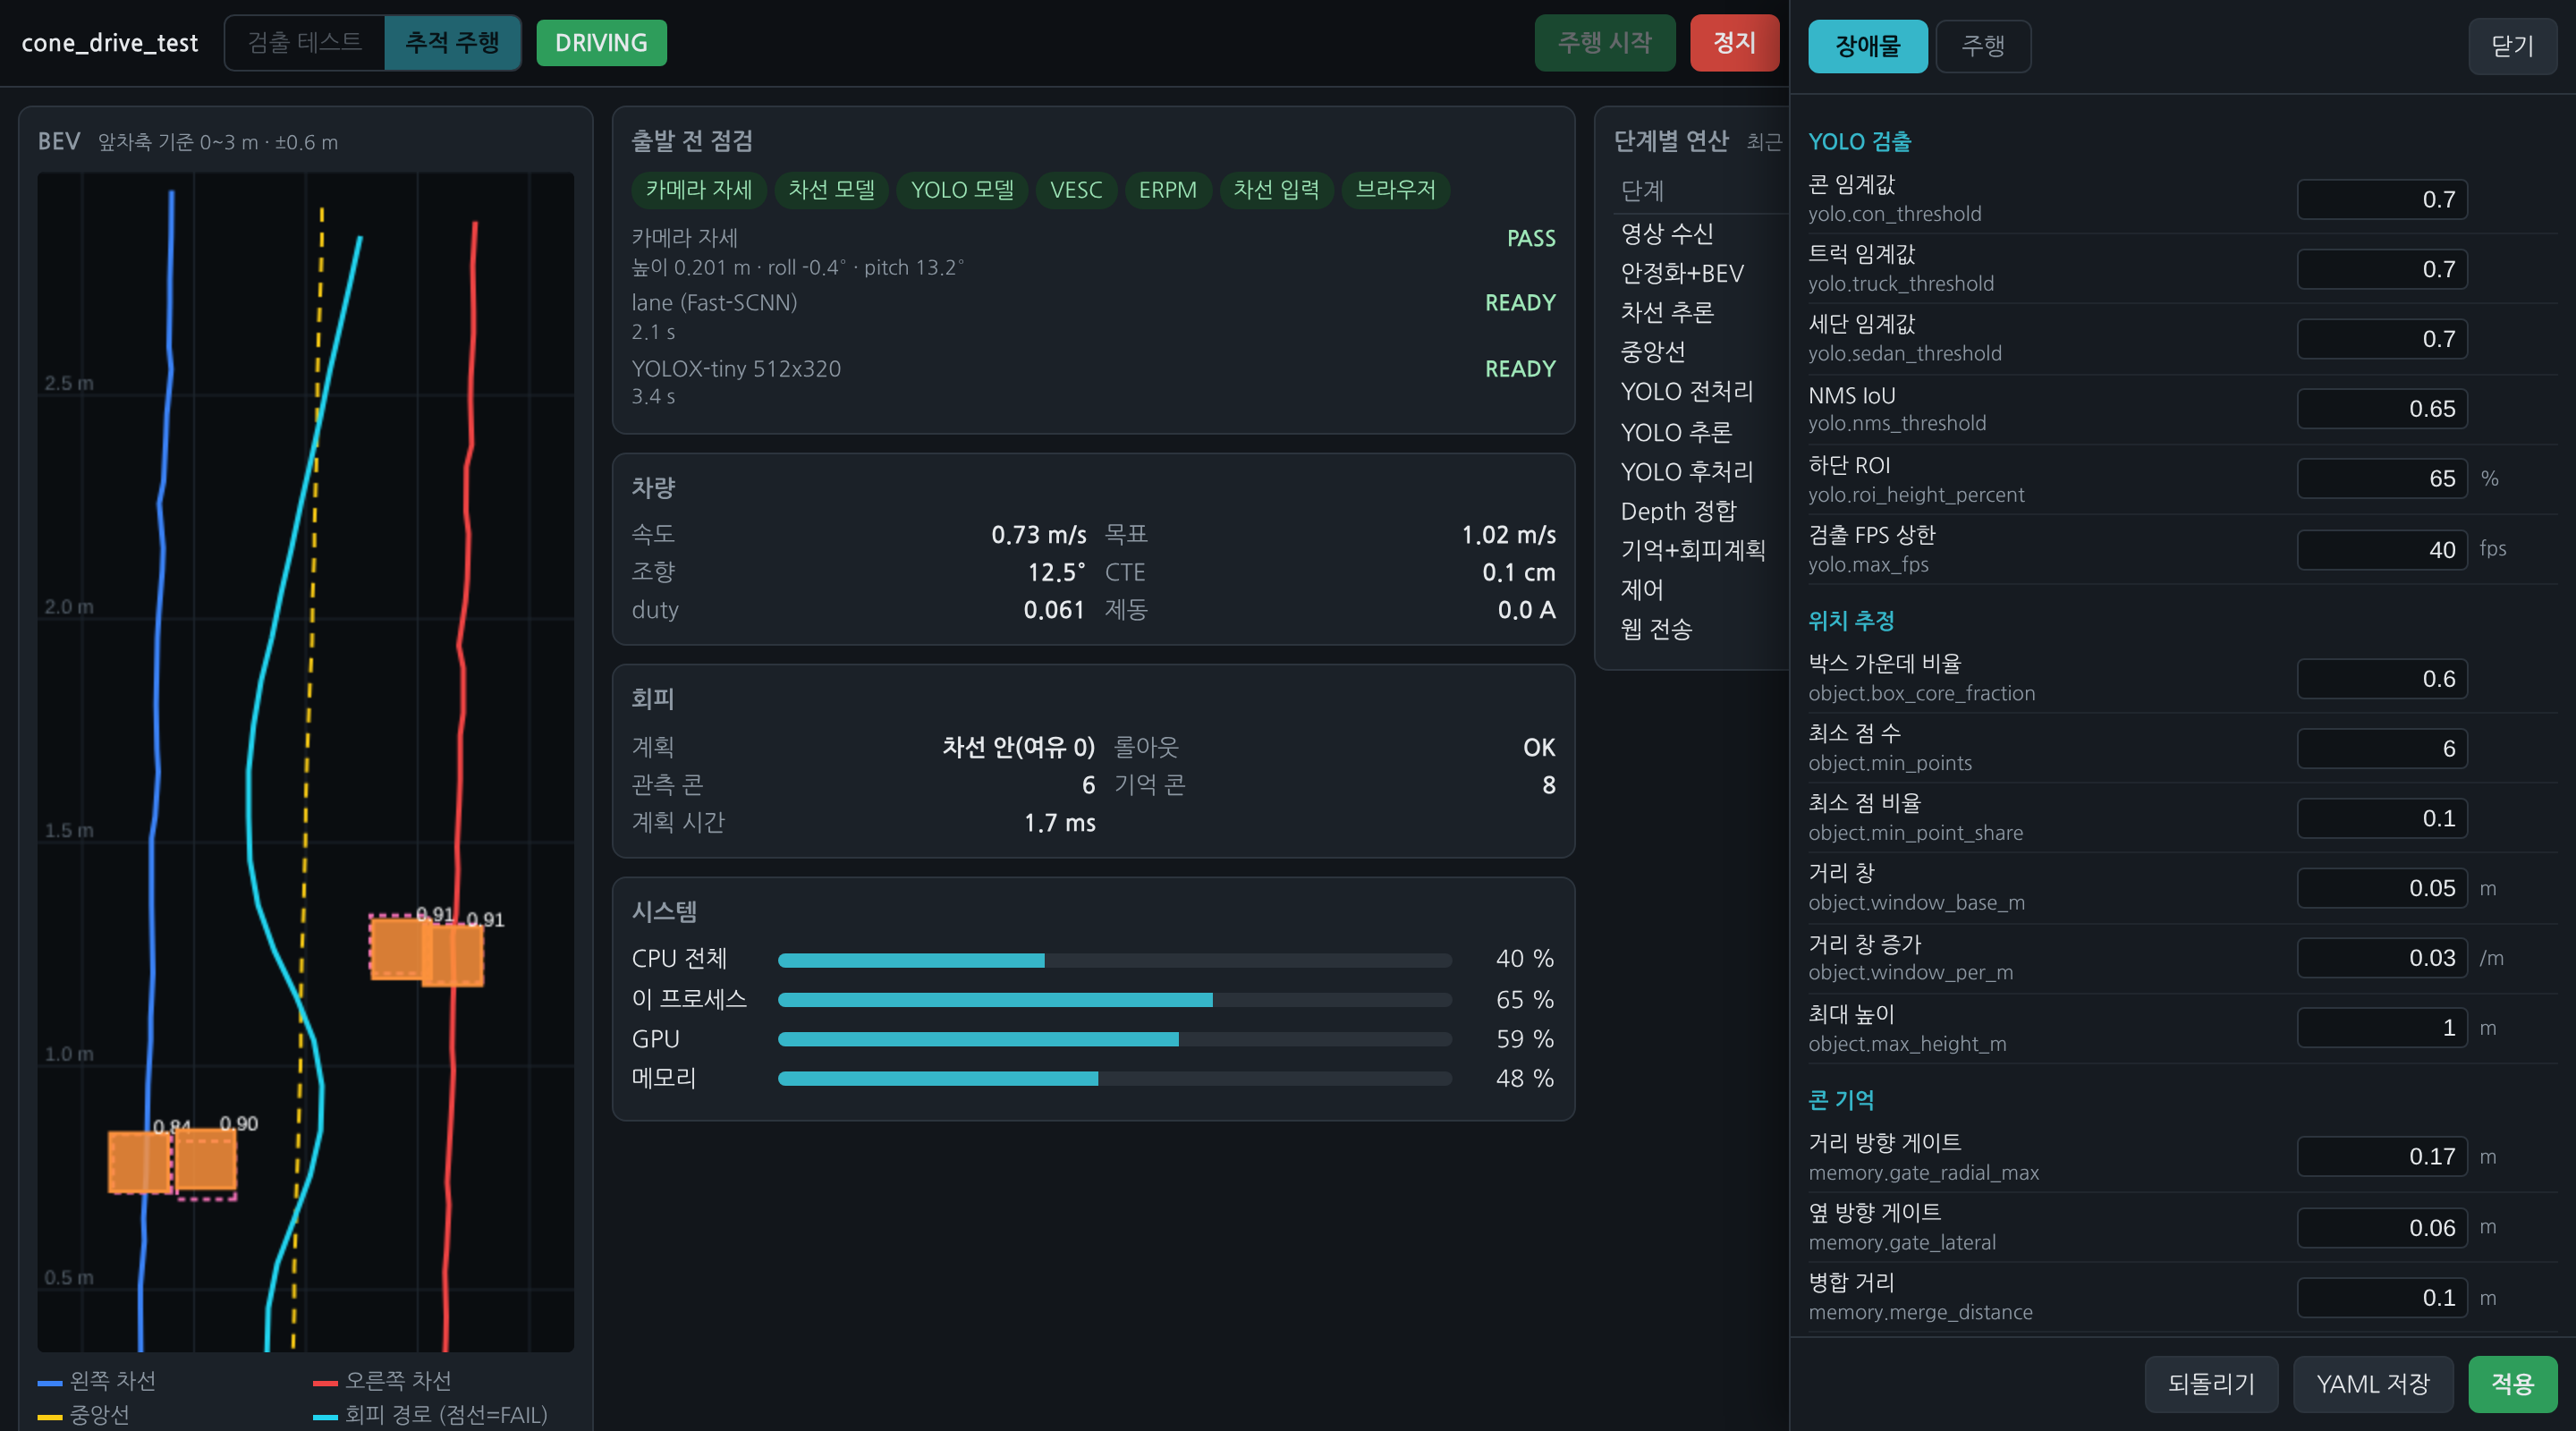 cone_drive_test
검출 테스트
추적 주행
DRIVING
주행 시작
정지
장애물
주행
닫기
BEV 앞차축 기준 0~3 m · ±0.6 m
2.5 m
2.0 m
1.5 m
0.91
0.91
1.0 m
0.84
0.90
0.5 m
왼쪽 차선
오른쪽 차선
중앙선
회피 경로 (점선=FAIL)
출발 전 점검
카메라 자세
차선 모델
YOLO 모델
VESC
ERPM
차선 입력
브라우저
카메라 자세 PASS
높이 0.201 m · roll -0.4° · pitch 13.2°
lane (Fast-SCNN) READY
2.1 s
YOLOX-tiny 512x320 READY
3.4 s
차량
속도 0.73 m/s 목표 1.02 m/s
조향 12.5° CTE 0.1 cm
duty 0.061 제동 0.0 A
회피
계획 차선 안(여유 0) 롤아웃 OK
관측 콘 6 기억 콘 8
계획 시간 1.7 ms
시스템
CPU 전체 40 %
이 프로세스 65 %
GPU 59 %
메모리 48 %
단계별 연산 최근
단계
영상 수신
안정화+BEV
차선 추론
중앙선
YOLO 전처리
YOLO 추론
YOLO 후처리
Depth 정합
기억+회피계획
제어
웹 전송
YOLO 검출
콘 임계값 0.7
yolo.con_threshold
트럭 임계값 0.7
yolo.truck_threshold
세단 임계값 0.7
yolo.sedan_threshold
NMS IoU 0.65
yolo.nms_threshold
하단 ROI 65 %
yolo.roi_height_percent
검출 FPS 상한 40 fps
yolo.max_fps
위치 추정
박스 가운데 비율 0.6
object.box_core_fraction
최소 점 수 6
object.min_points
최소 점 비율 0.1
object.min_point_share
거리 창 0.05 m
object.window_base_m
거리 창 증가 0.03 /m
object.window_per_m
최대 높이 1 m
object.max_height_m
콘 기억
거리 방향 게이트 0.17 m
memory.gate_radial_max
옆 방향 게이트 0.06 m
memory.gate_lateral
병합 거리 0.1 m
memory.merge_distance
되돌리기
YAML 저장
적용